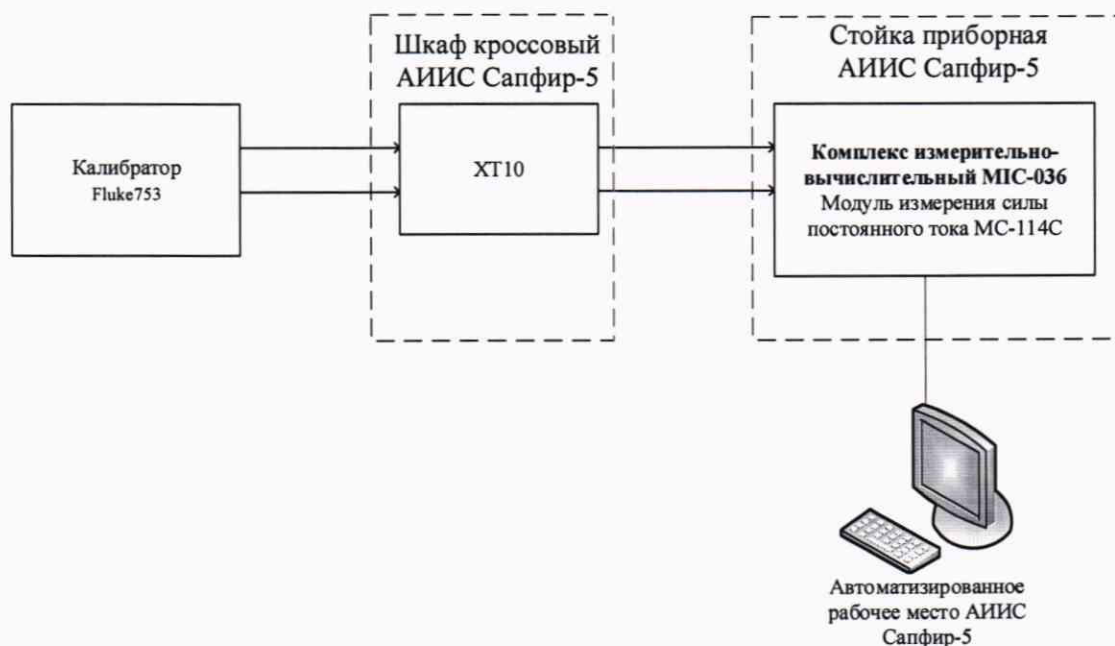 Шкаф кроссовый
АИИС Сапфир-5
Стойка приборная
АИИС Сапфир-5
Калибратор
Fluke753
XT10
Комплекс измерительно-
вычислительный MIC-036
Модуль измерения силы
постоянного тока МС-114С
Автоматизированное
рабочее место АИИС
Сапфир-5